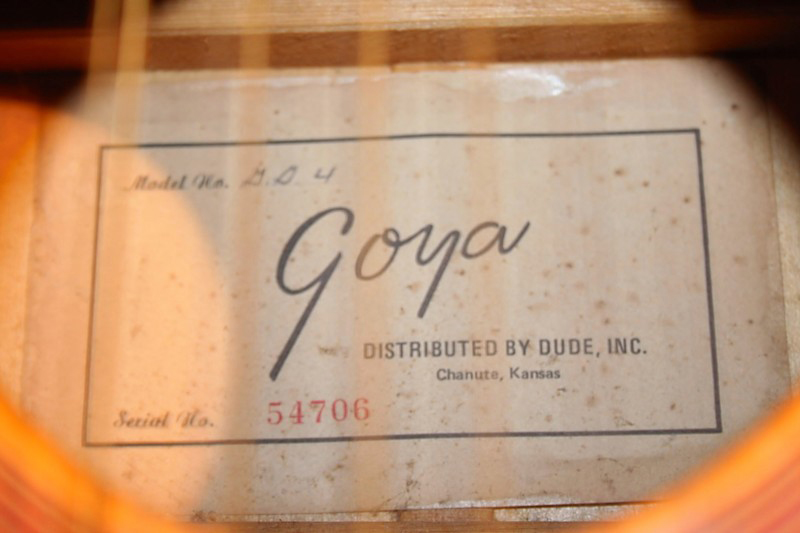 Model No. G.D. 4
Goya
DISTRIBUTED BY DUDE, INC.
Chanute, Kansas
Serial No. 54706